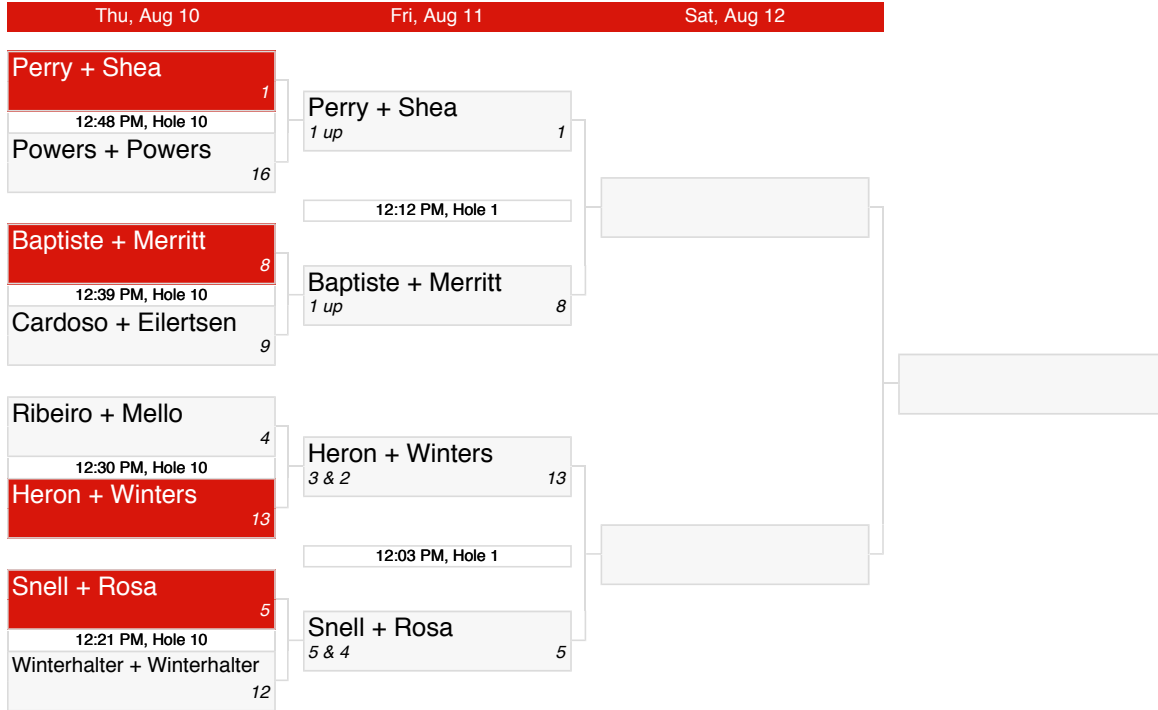 Thu, Aug 10
Fri, Aug 11
Sat, Aug 12
Perry + Shea
1
12:48 PM, Hole 10
Powers + Powers
16
Baptiste + Merritt
8
12:39 PM, Hole 10
Cardoso + Eilertsen
9
Ribeiro + Mello
4
12:30 PM, Hole 10
Heron + Winters
13
Snell + Rosa
5
12:21 PM, Hole 10
Winterhalter + Winterhalter
12
Perry + Shea
1 up 1
12:12 PM, Hole 1
Baptiste + Merritt
1 up 8
Heron + Winters
3 & 2 13
12:03 PM, Hole 1
Snell + Rosa
5 & 4 5